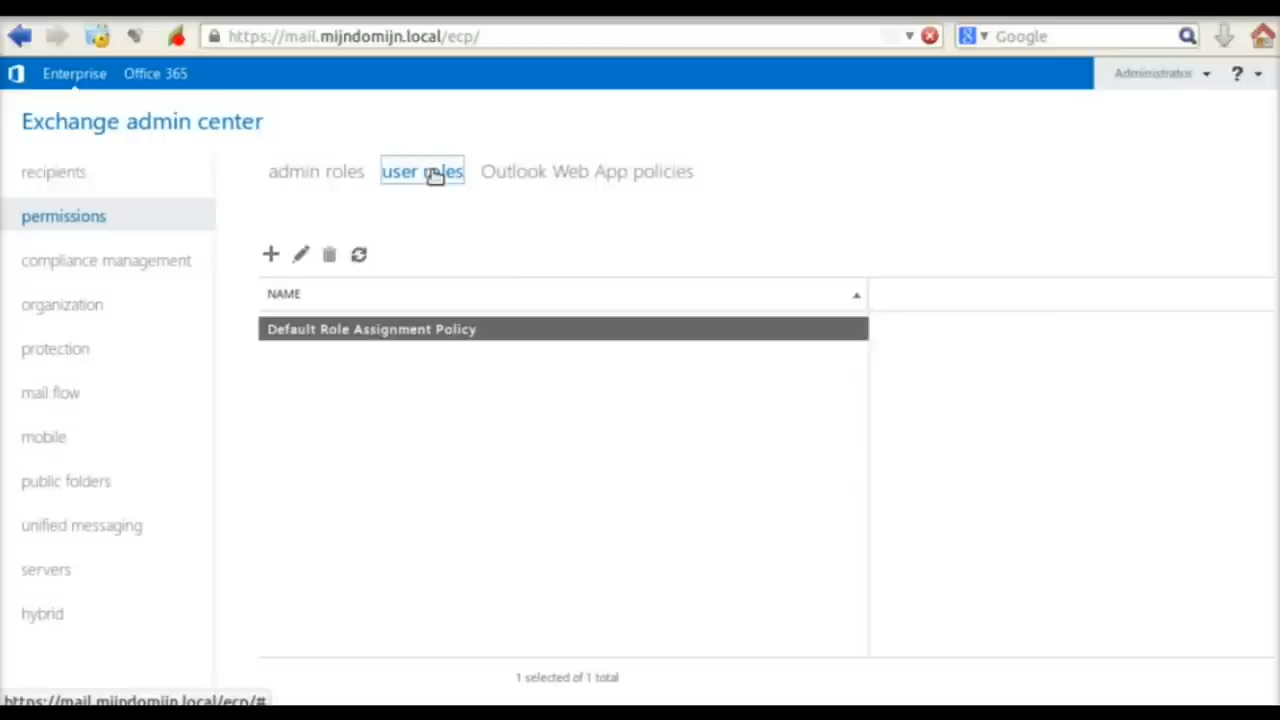 https://mail.mijndomijn.local/ecp/
Google
Enterprise Office 365
Administrator
?
Exchange admin center
recipients
permissions
compliance management
organization
protection
mail flow
mobile
public folders
unified messaging
servers
hybrid
admin roles user roles Outlook Web App policies
NAME
Default Role Assignment Policy
1 selected of 1 total
https://mail.mijndomijn.local/ecp/#